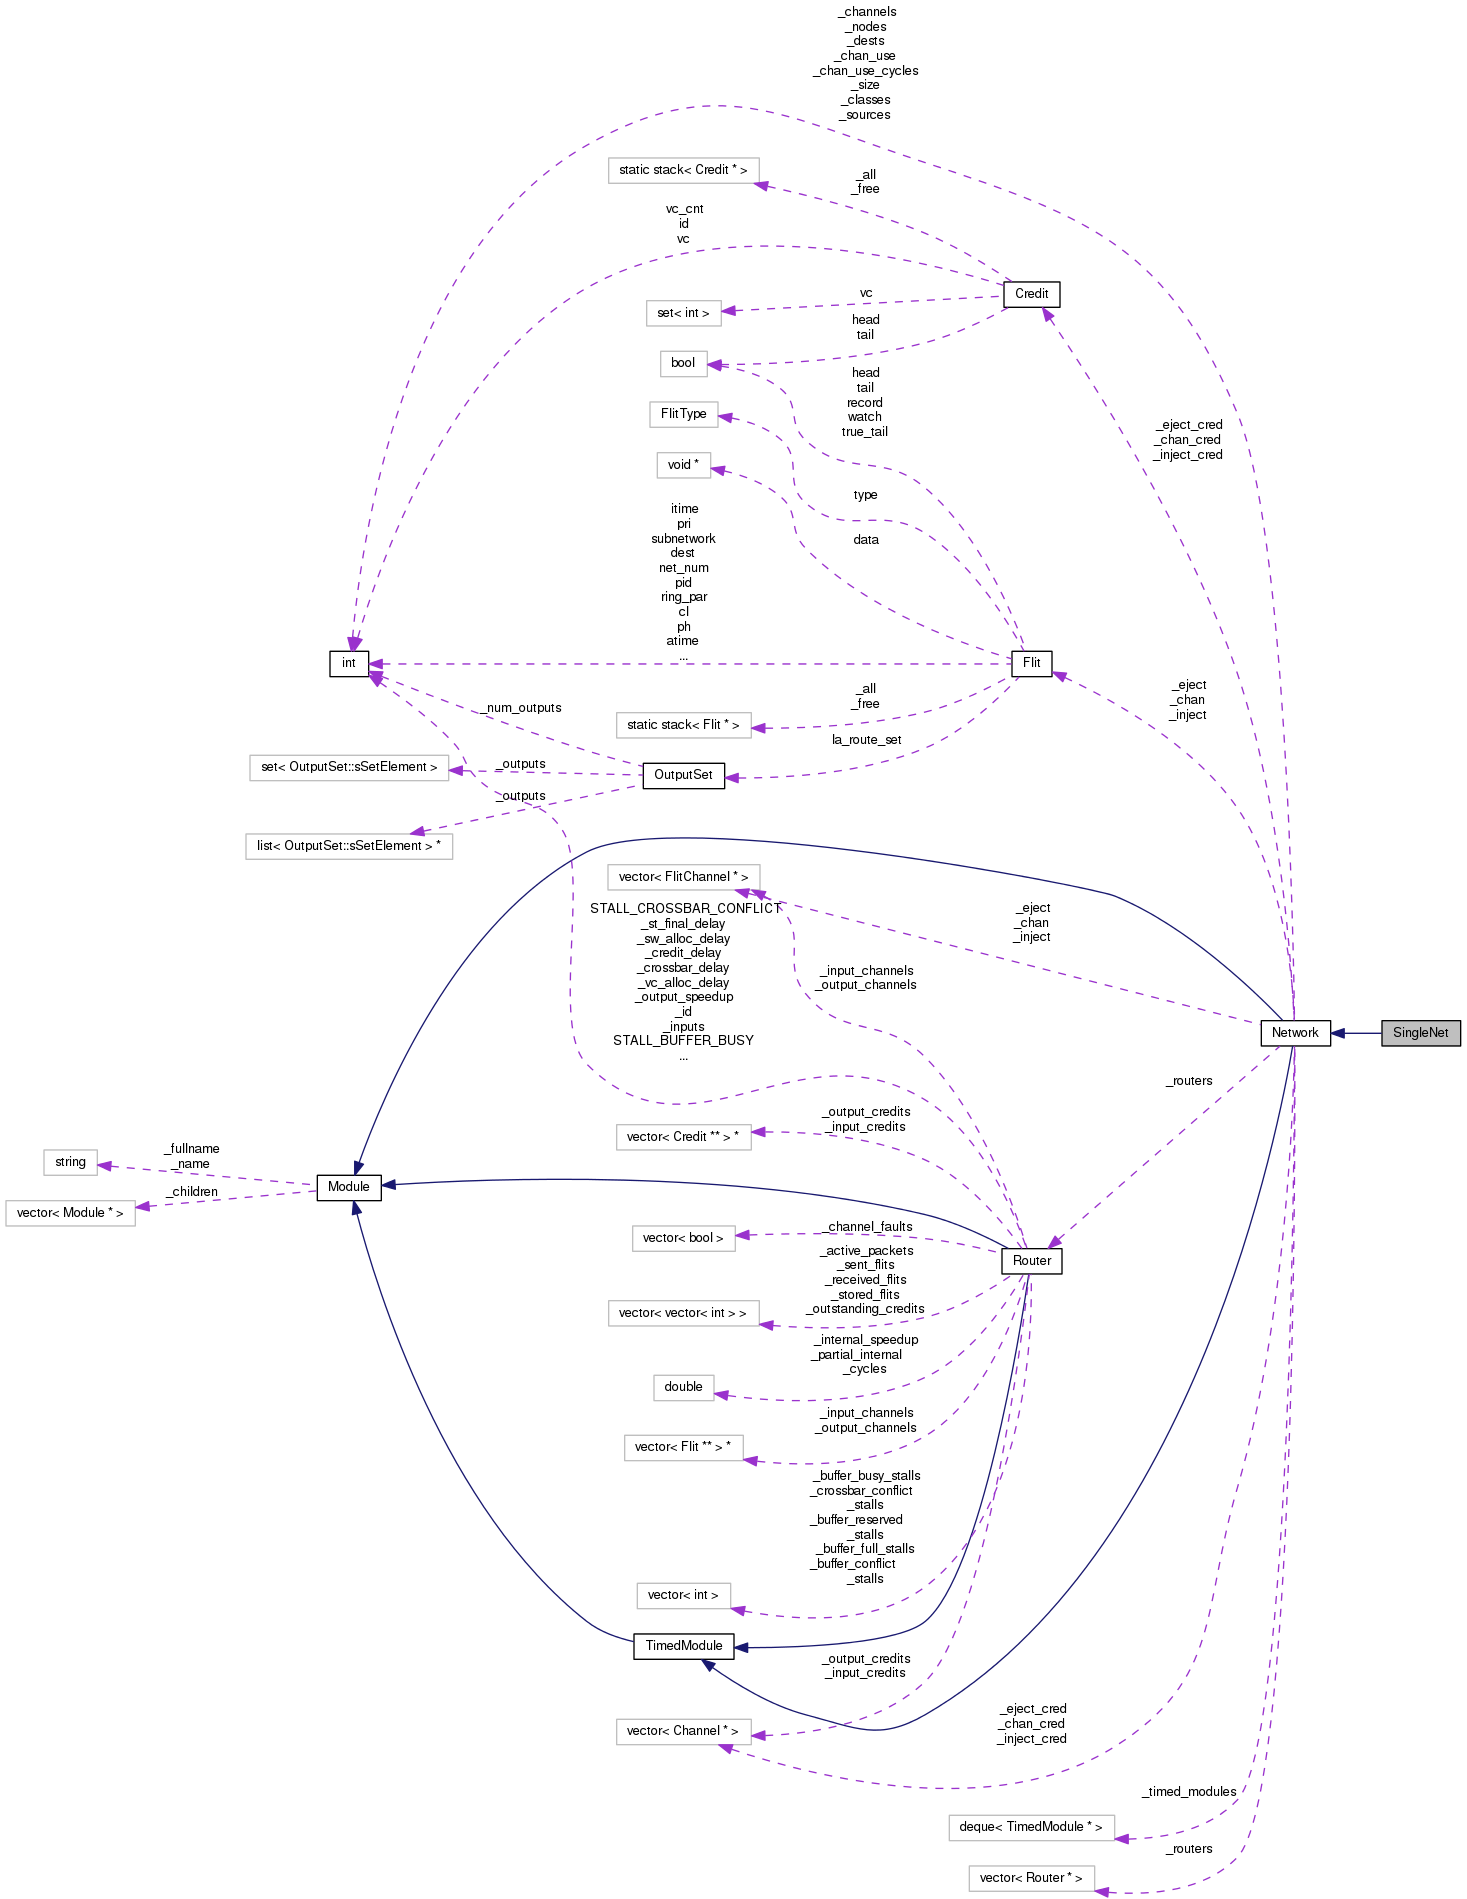 _channels
_nodes
_dests
_chan_use
_chan_use_cycles
_size
_classes
_sources
static stack< Credit * >
_all
_free
vc_cnt
id
vc
Credit
vc
set< int >
head
tail
bool
head
tail
record
watch
true_tail
FlitType
_eject_cred
_chan_cred
_inject_cred
void *
type
itime
pri
subnetwork
dest
net_num
pid
ring_par
cl
ph
atime
...
data
int
Flit
_eject
_chan
_inject
_all
_free
static stack< Flit * >
_num_outputs
la_route_set
set< OutputSet::sSetElement >
_outputs
OutputSet
_outputs
list< OutputSet::sSetElement > *
vector< FlitChannel * >
STALL_CROSSBAR_CONFLICT
_st_final_delay
_sw_alloc_delay
_credit_delay
_crossbar_delay
_vc_alloc_delay
_output_speedup
_id
_inputs
STALL_BUFFER_BUSY
...
_eject
_chan
_inject
_input_channels
_output_channels
Network
SingleNet
_routers
_output_credits
_input_credits
vector< Credit ** > *
_fullname
_name
string
Module
_children
vector< Module * >
_channel_faults
vector< bool >
Router
_active_packets
_sent_flits
_received_flits
_stored_flits
_outstanding_credits
vector< vector< int > >
_internal_speedup
_partial_internal
_cycles
double
_input_channels
_output_channels
vector< Flit ** > *
_buffer_busy_stalls
_crossbar_conflict
_stalls
_buffer_reserved
_stalls
_buffer_full_stalls
_buffer_conflict
_stalls
vector< int >
TimedModule
_output_credits
_input_credits
vector< Channel * >
_eject_cred
_chan_cred
_inject_cred
_timed_modules
deque< TimedModule * >
_routers
vector< Router * >